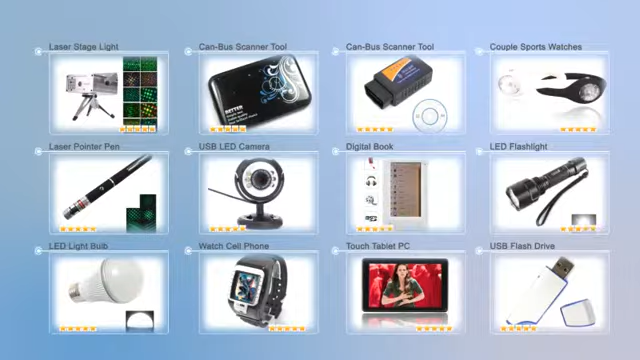 Laser Stage Light
Can-Bus Scanner Tool
Can-Bus Scanner Tool
Couple Sports Watches
Laser Pointer Pen
USB LED Camera
Digital Book
LED Flashlight
LED Light Bulb
Watch Cell Phone
Touch Tablet PC
USB Flash Drive